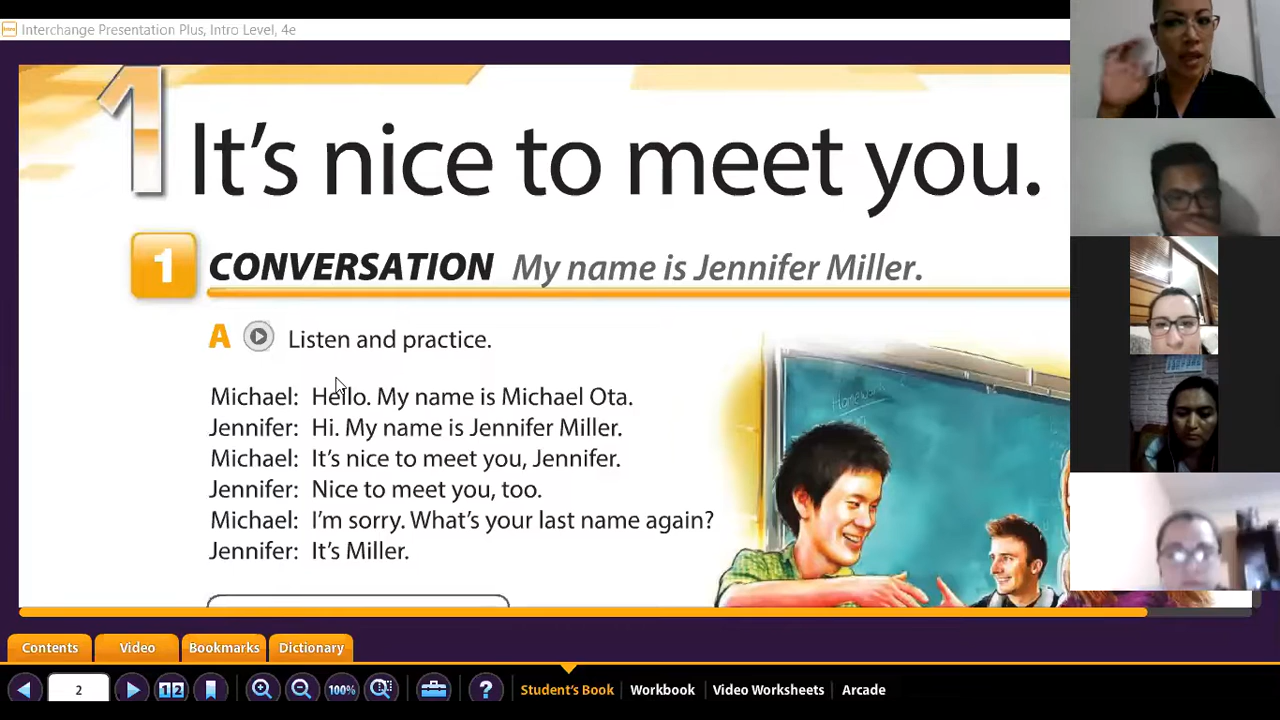 Interchange Presentation Plus, Intro Level, 4e
1 It's nice to meet you.
1 CONVERSATION My name is Jennifer Miller.
A Listen and practice.
Homework
Michael: Hello. My name is Michael Ota.
Jennifer: Hi. My name is Jennifer Miller.
Michael: It's nice to meet you, Jennifer.
Jennifer: Nice to meet you, too.
Michael: I'm sorry. What's your last name again?
Jennifer: It's Miller.
Contents Video Bookmarks Dictionary
2 1 2 100% ? Student's Book Workbook Video Worksheets Arcade